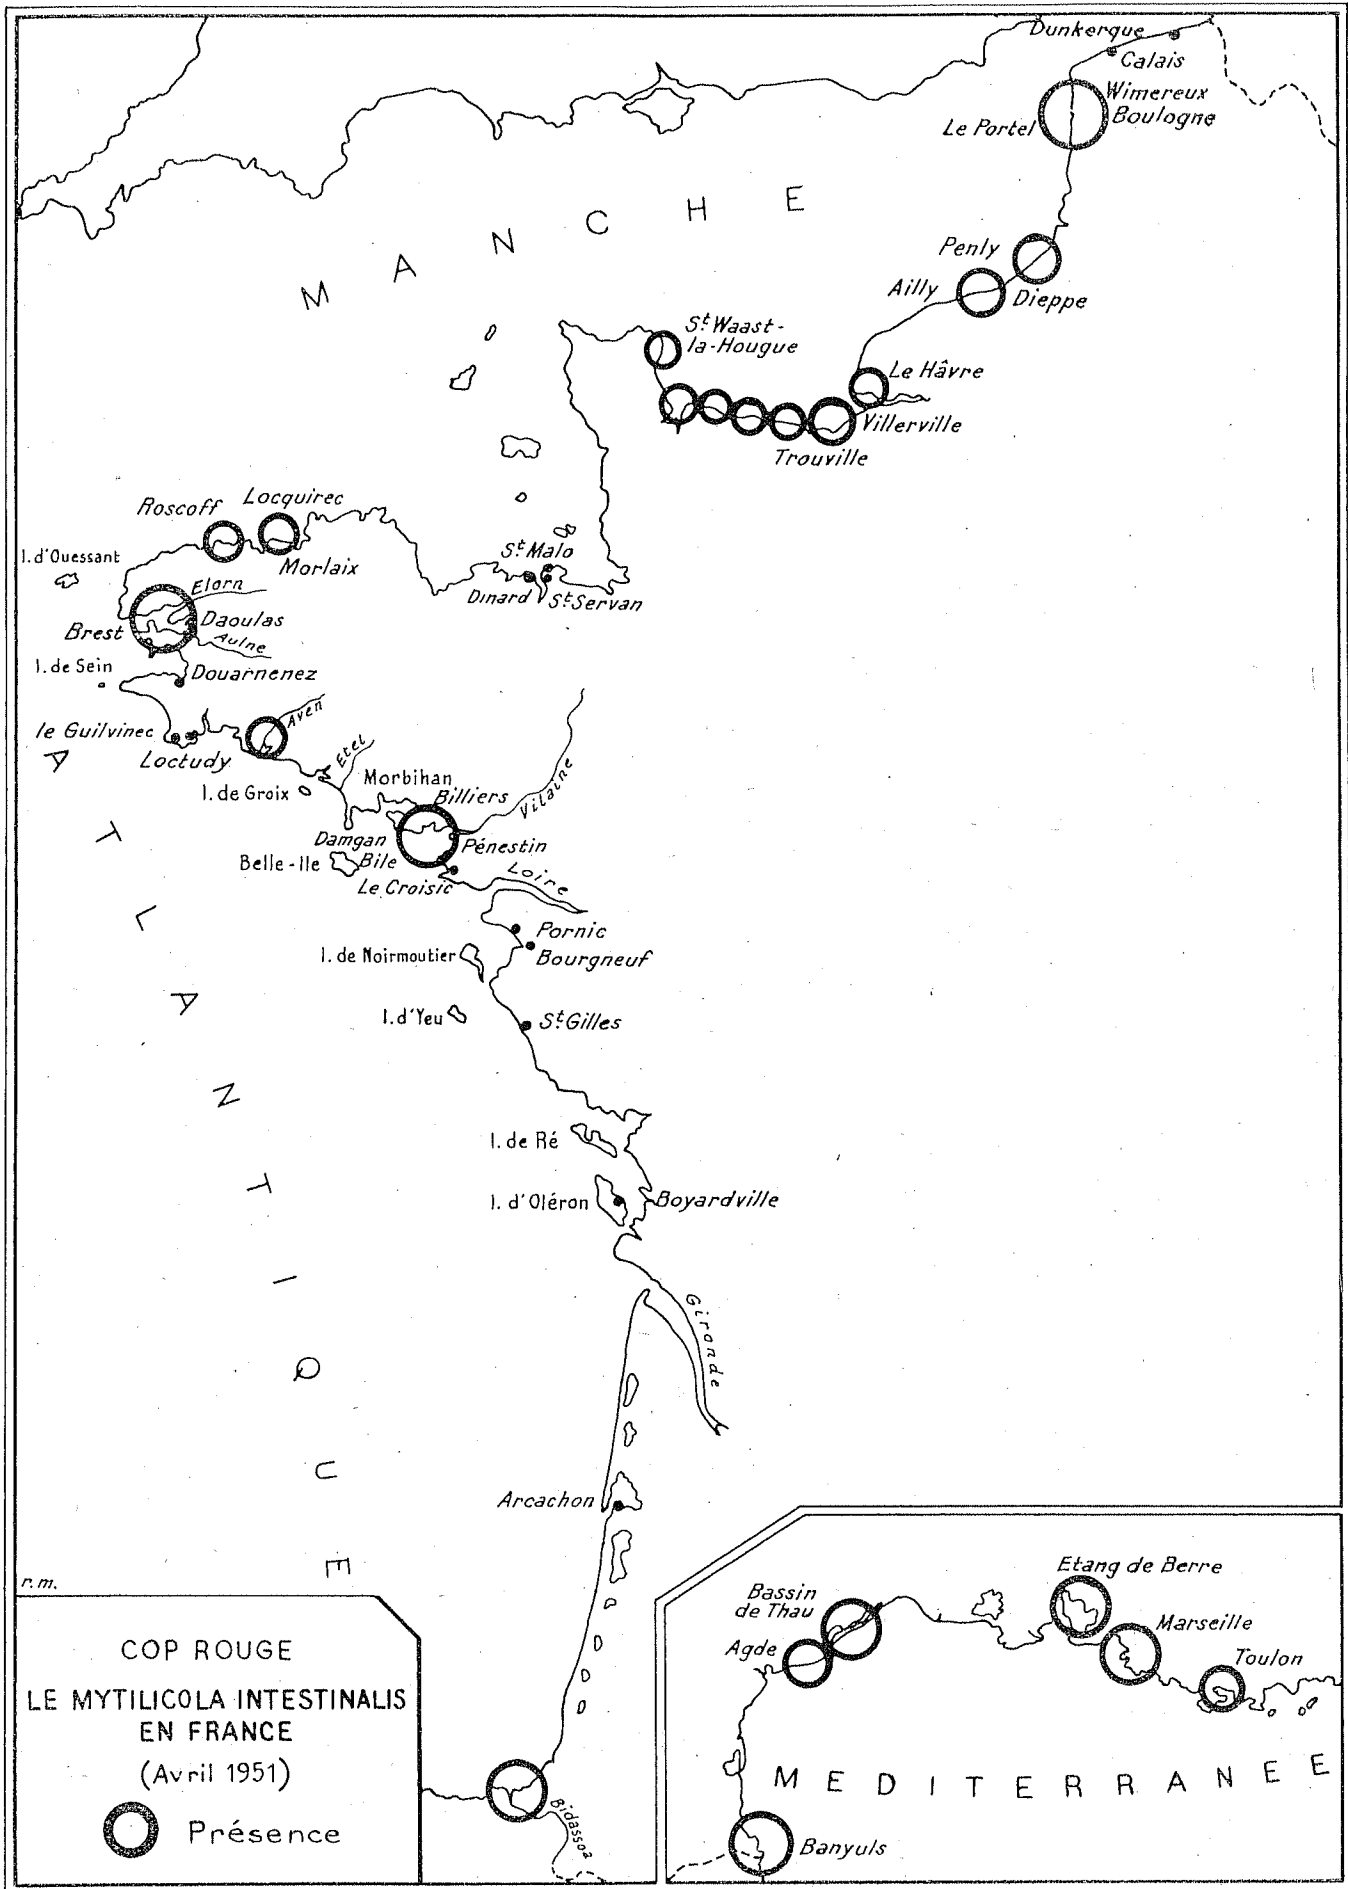 Dunkerque
Calais
Wimereux
Boulogne
Le Portel
MANCHE
Penly
Ailly
Dieppe
St Waast-
la-Hougue
Le Hâvre
Villerville
Trouville
Roscoff
Locquirec
Morlaix
I. d'Ouessant
St Malo
Dinard
St Servan
Elorn
Daoulas
Brest
Aulne
I. de Sein
Douarnenez
le Guilvinec
Loctudy
Aven
Etel
I. de Groix
Morbihan
Billiers
Vilaine
Damgan
Pénestin
Belle-Ile
Bile
Le Croisic
Loire
ATLANTIQUE
Pornic
Bourgneuf
I. de Noirmoutier
I. d'Yeu
St Gilles
I. de Ré
I. d'Oléron
Boyardville
Gironde
Arcachon
Bidassoa
r.m.
COP ROUGE
LE MYTILICOLA INTESTINALIS
EN FRANCE
(Avril 1951)
Présence
Etang de Berre
Bassin
de Thau
Agde
Marseille
Toulon
MEDITERRANEE
Banyuls